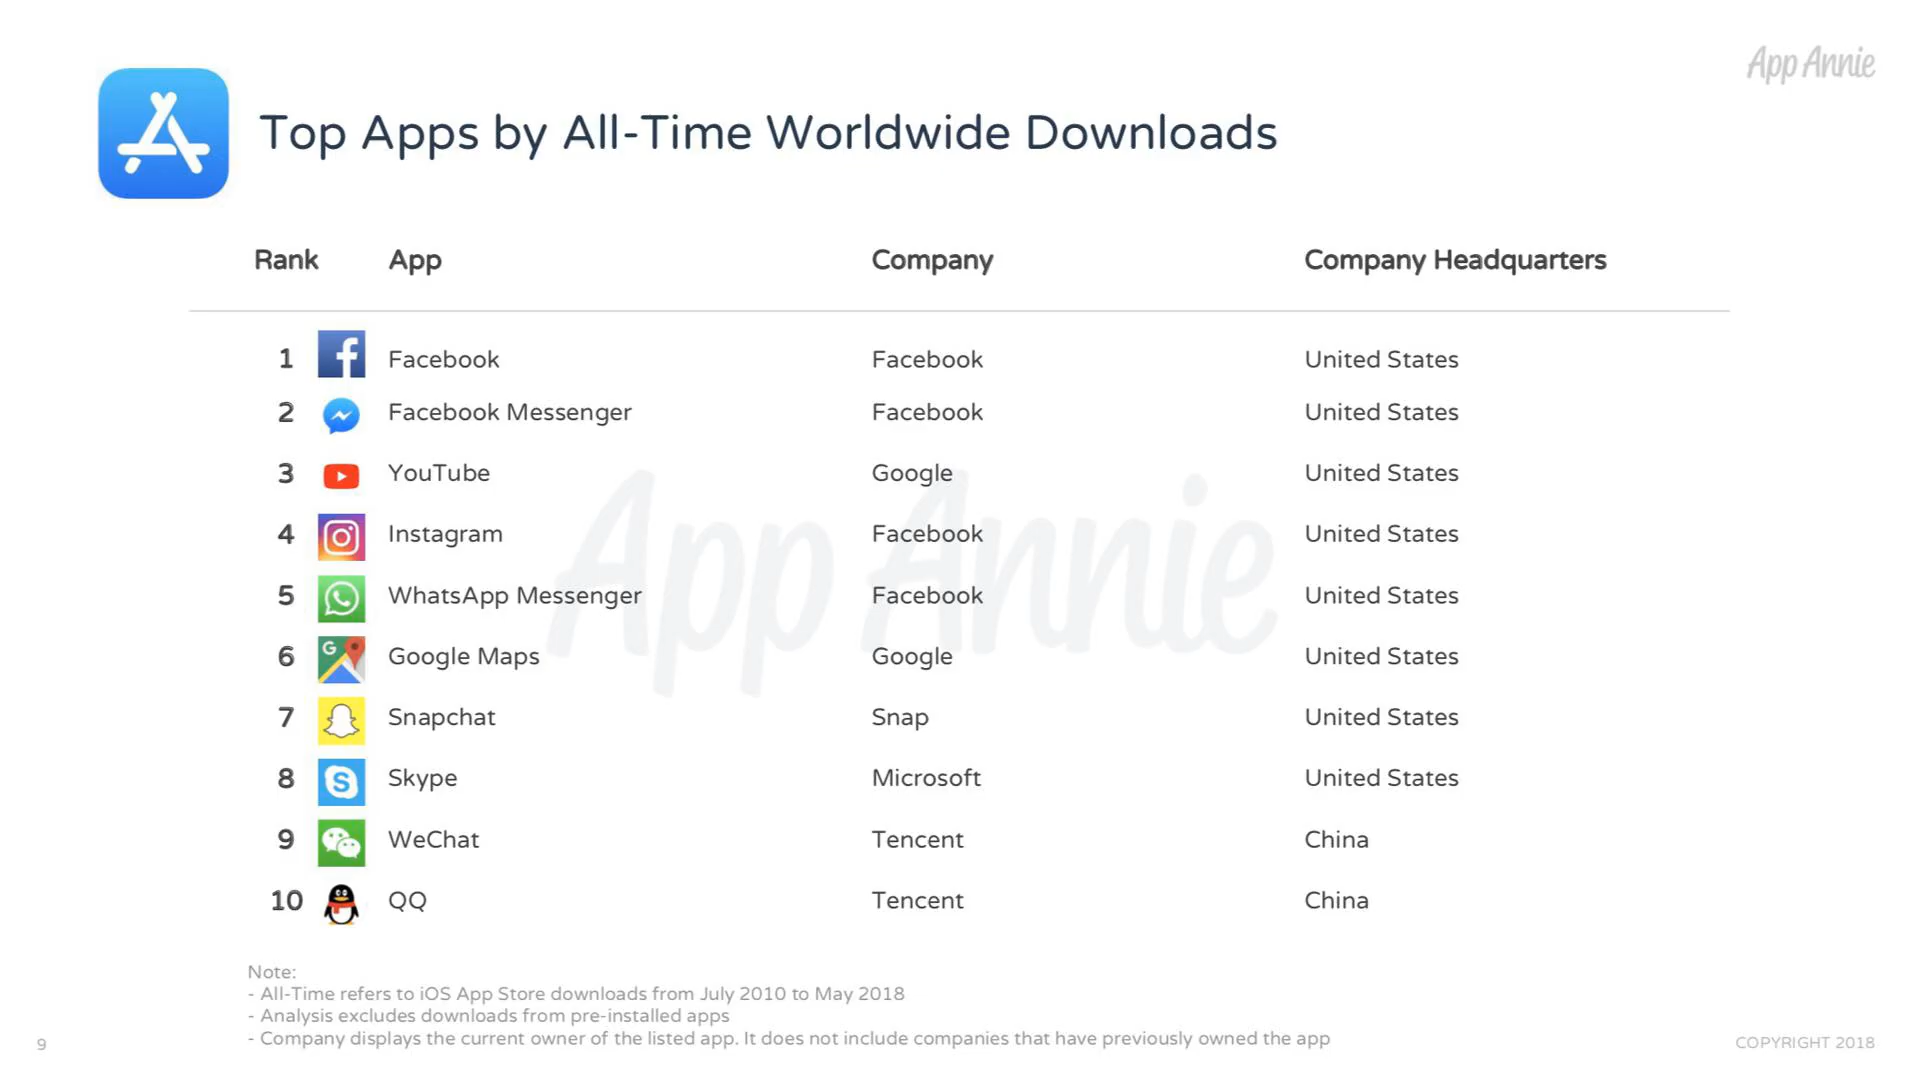 App Annie
Top Apps by All-Time Worldwide Downloads
Rank App Company Company Headquarters
1 Facebook Facebook United States
2 Facebook Messenger Facebook United States
3 YouTube Google United States
4 Instagram Facebook United States
5 WhatsApp Messenger Facebook United States
6 Google Maps Google United States
7 Snapchat Snap United States
8 Skype Microsoft United States
9 WeChat Tencent China
10 QQ Tencent China
App Annie
Note:
- All-Time refers to iOS App Store downloads from July 2010 to May 2018
- Analysis excludes downloads from pre-installed apps
- Company displays the current owner of the listed app. It does not include companies that have previously owned the app
9
COPYRIGHT 2018